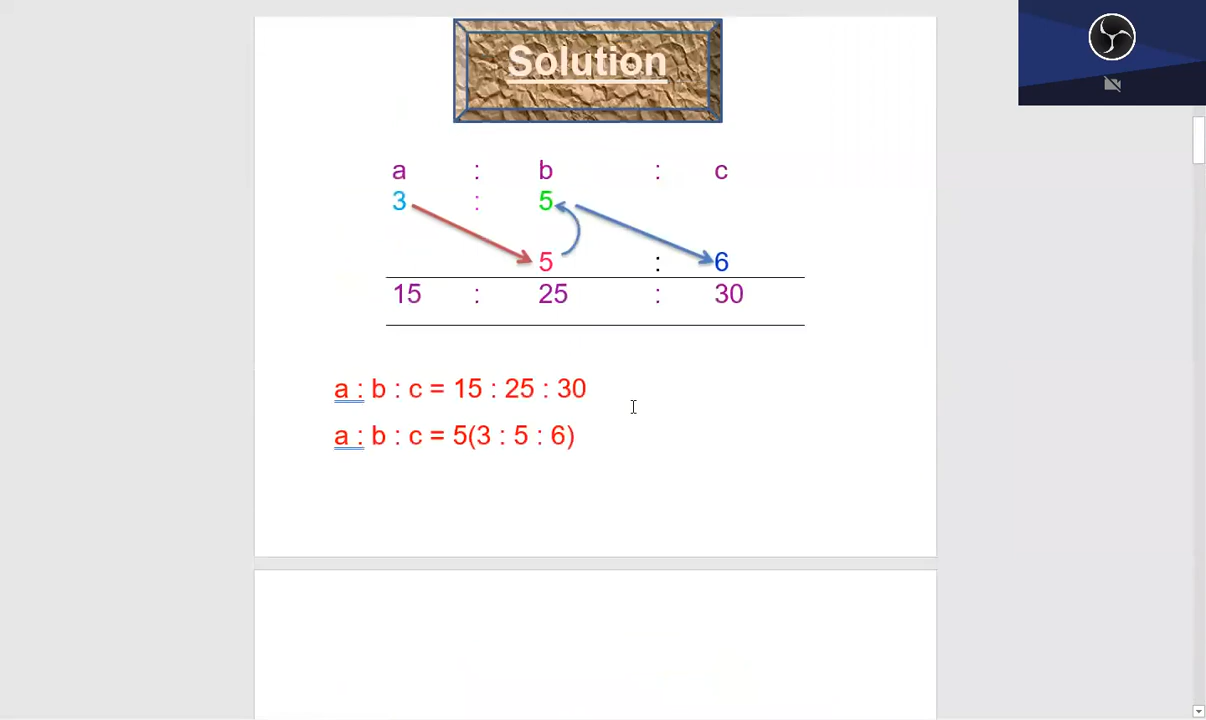 Solution
a : b : c
3 : 5
5 : 6
15 : 25 : 30
a : b : c = 15 : 25 : 30
a : b : c = 5(3 : 5 : 6)